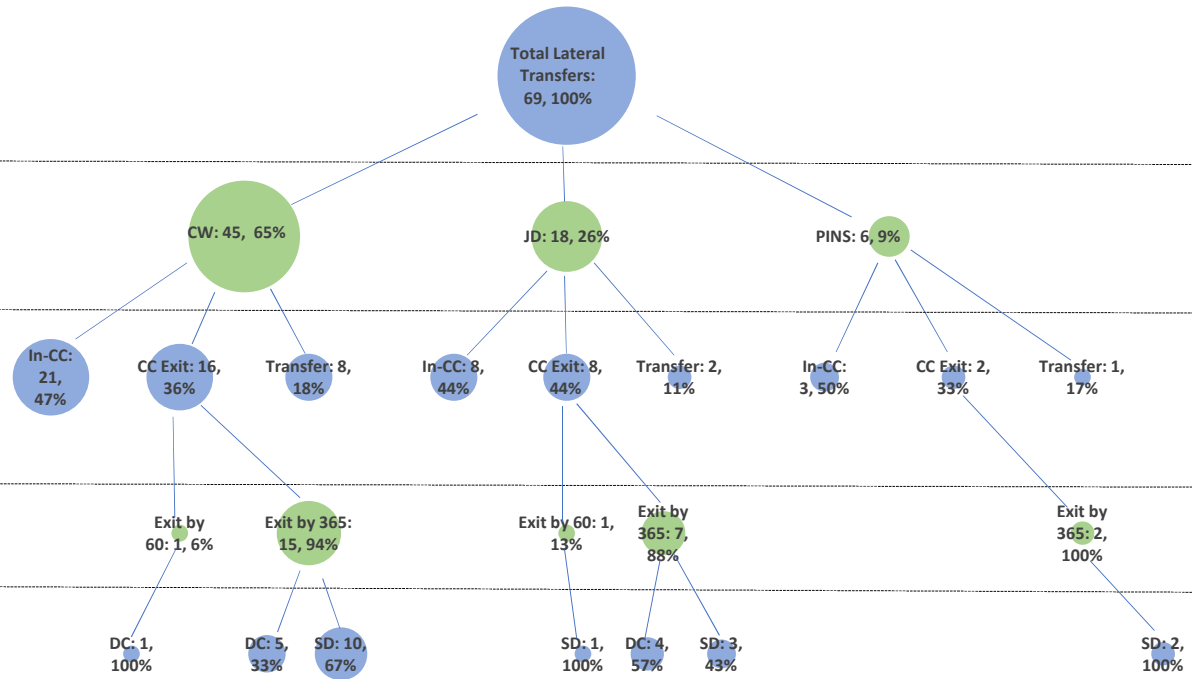 Total Lateral
Transfers:
69, 100%
CW: 45,  65%
JD: 18, 26%
PINS: 6, 9%
In-CC:
21,
47%
CC Exit: 16,
36%
Transfer: 8,
18%
In-CC: 8,
44%
CC Exit: 8,
44%
Transfer: 2,
11%
In-CC:
3, 50%
CC Exit: 2,
33%
Transfer: 1,
17%
Exit by
60: 1, 6%
Exit by 365:
15, 94%
Exit by 60: 1,
13%
Exit by
365: 7,
88%
Exit by
365: 2,
100%
DC: 1,
100%
DC: 5,
33%
SD: 10,
67%
SD: 1,
100%
DC: 4,
57%
SD: 3,
43%
SD: 2,
100%